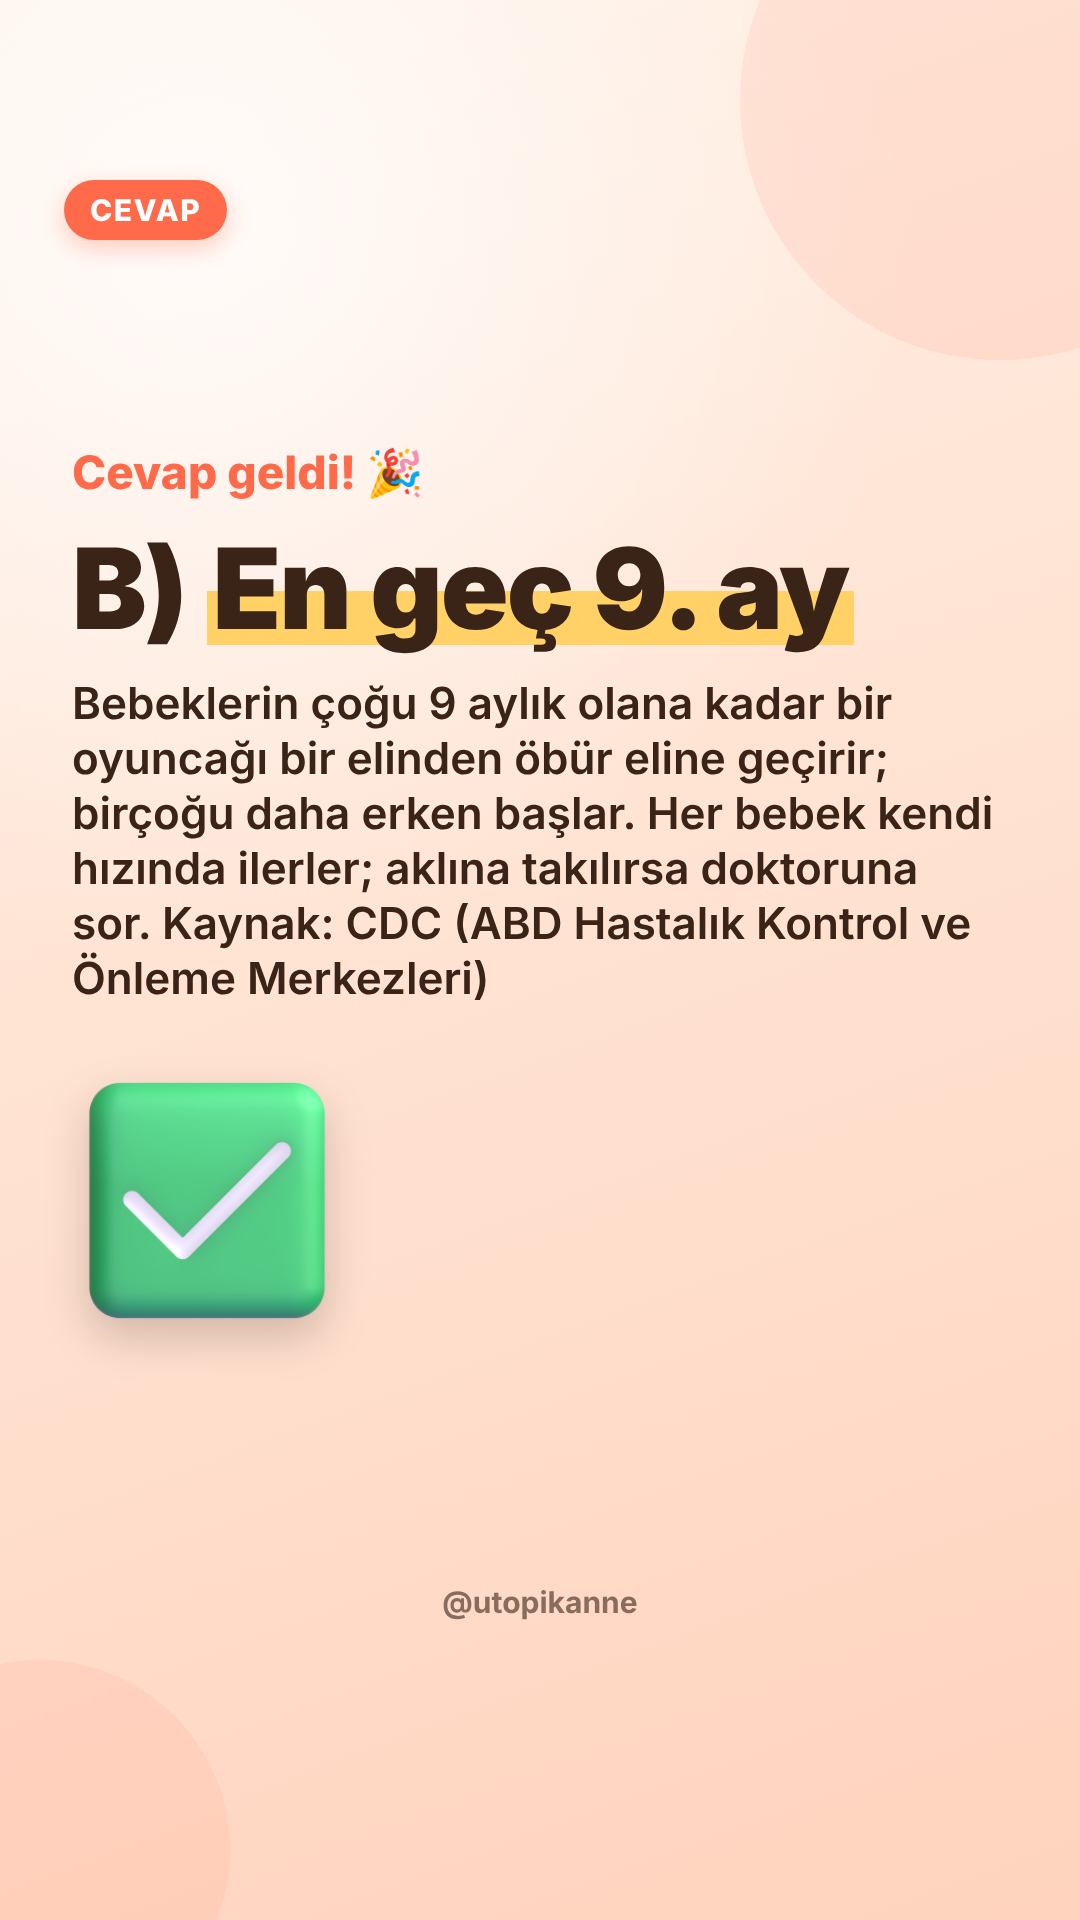 CEVAP
Cevap geldi! 🎉
B) En geç 9. ay
Bebeklerin çoğu 9 aylık olana kadar bir
oyuncağı bir elinden öbür eline geçirir;
birçoğu daha erken başlar. Her bebek kendi
hızında ilerler; aklına takılırsa doktoruna
sor. Kaynak: CDC (ABD Hastalık Kontrol ve
Önleme Merkezleri)
@utopikanne